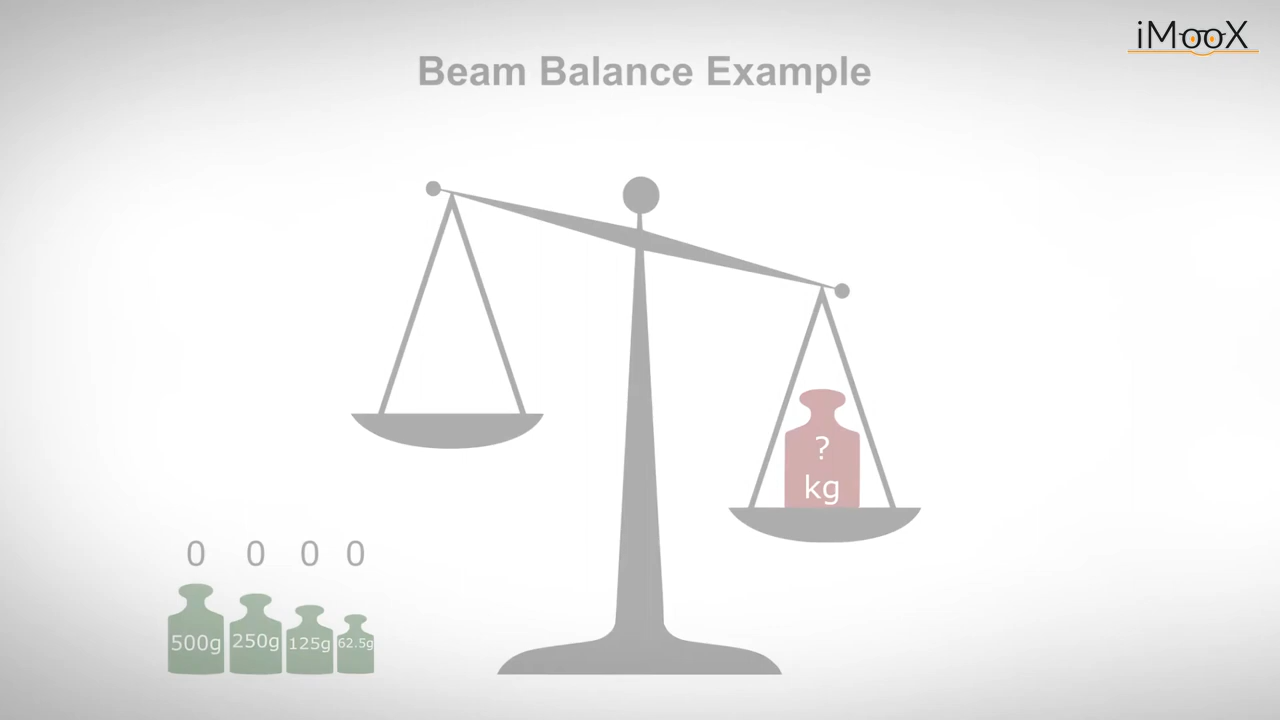 iMooX
Beam Balance Example
?
kg
0 0 0 0
500g 250g 125g 62.5g